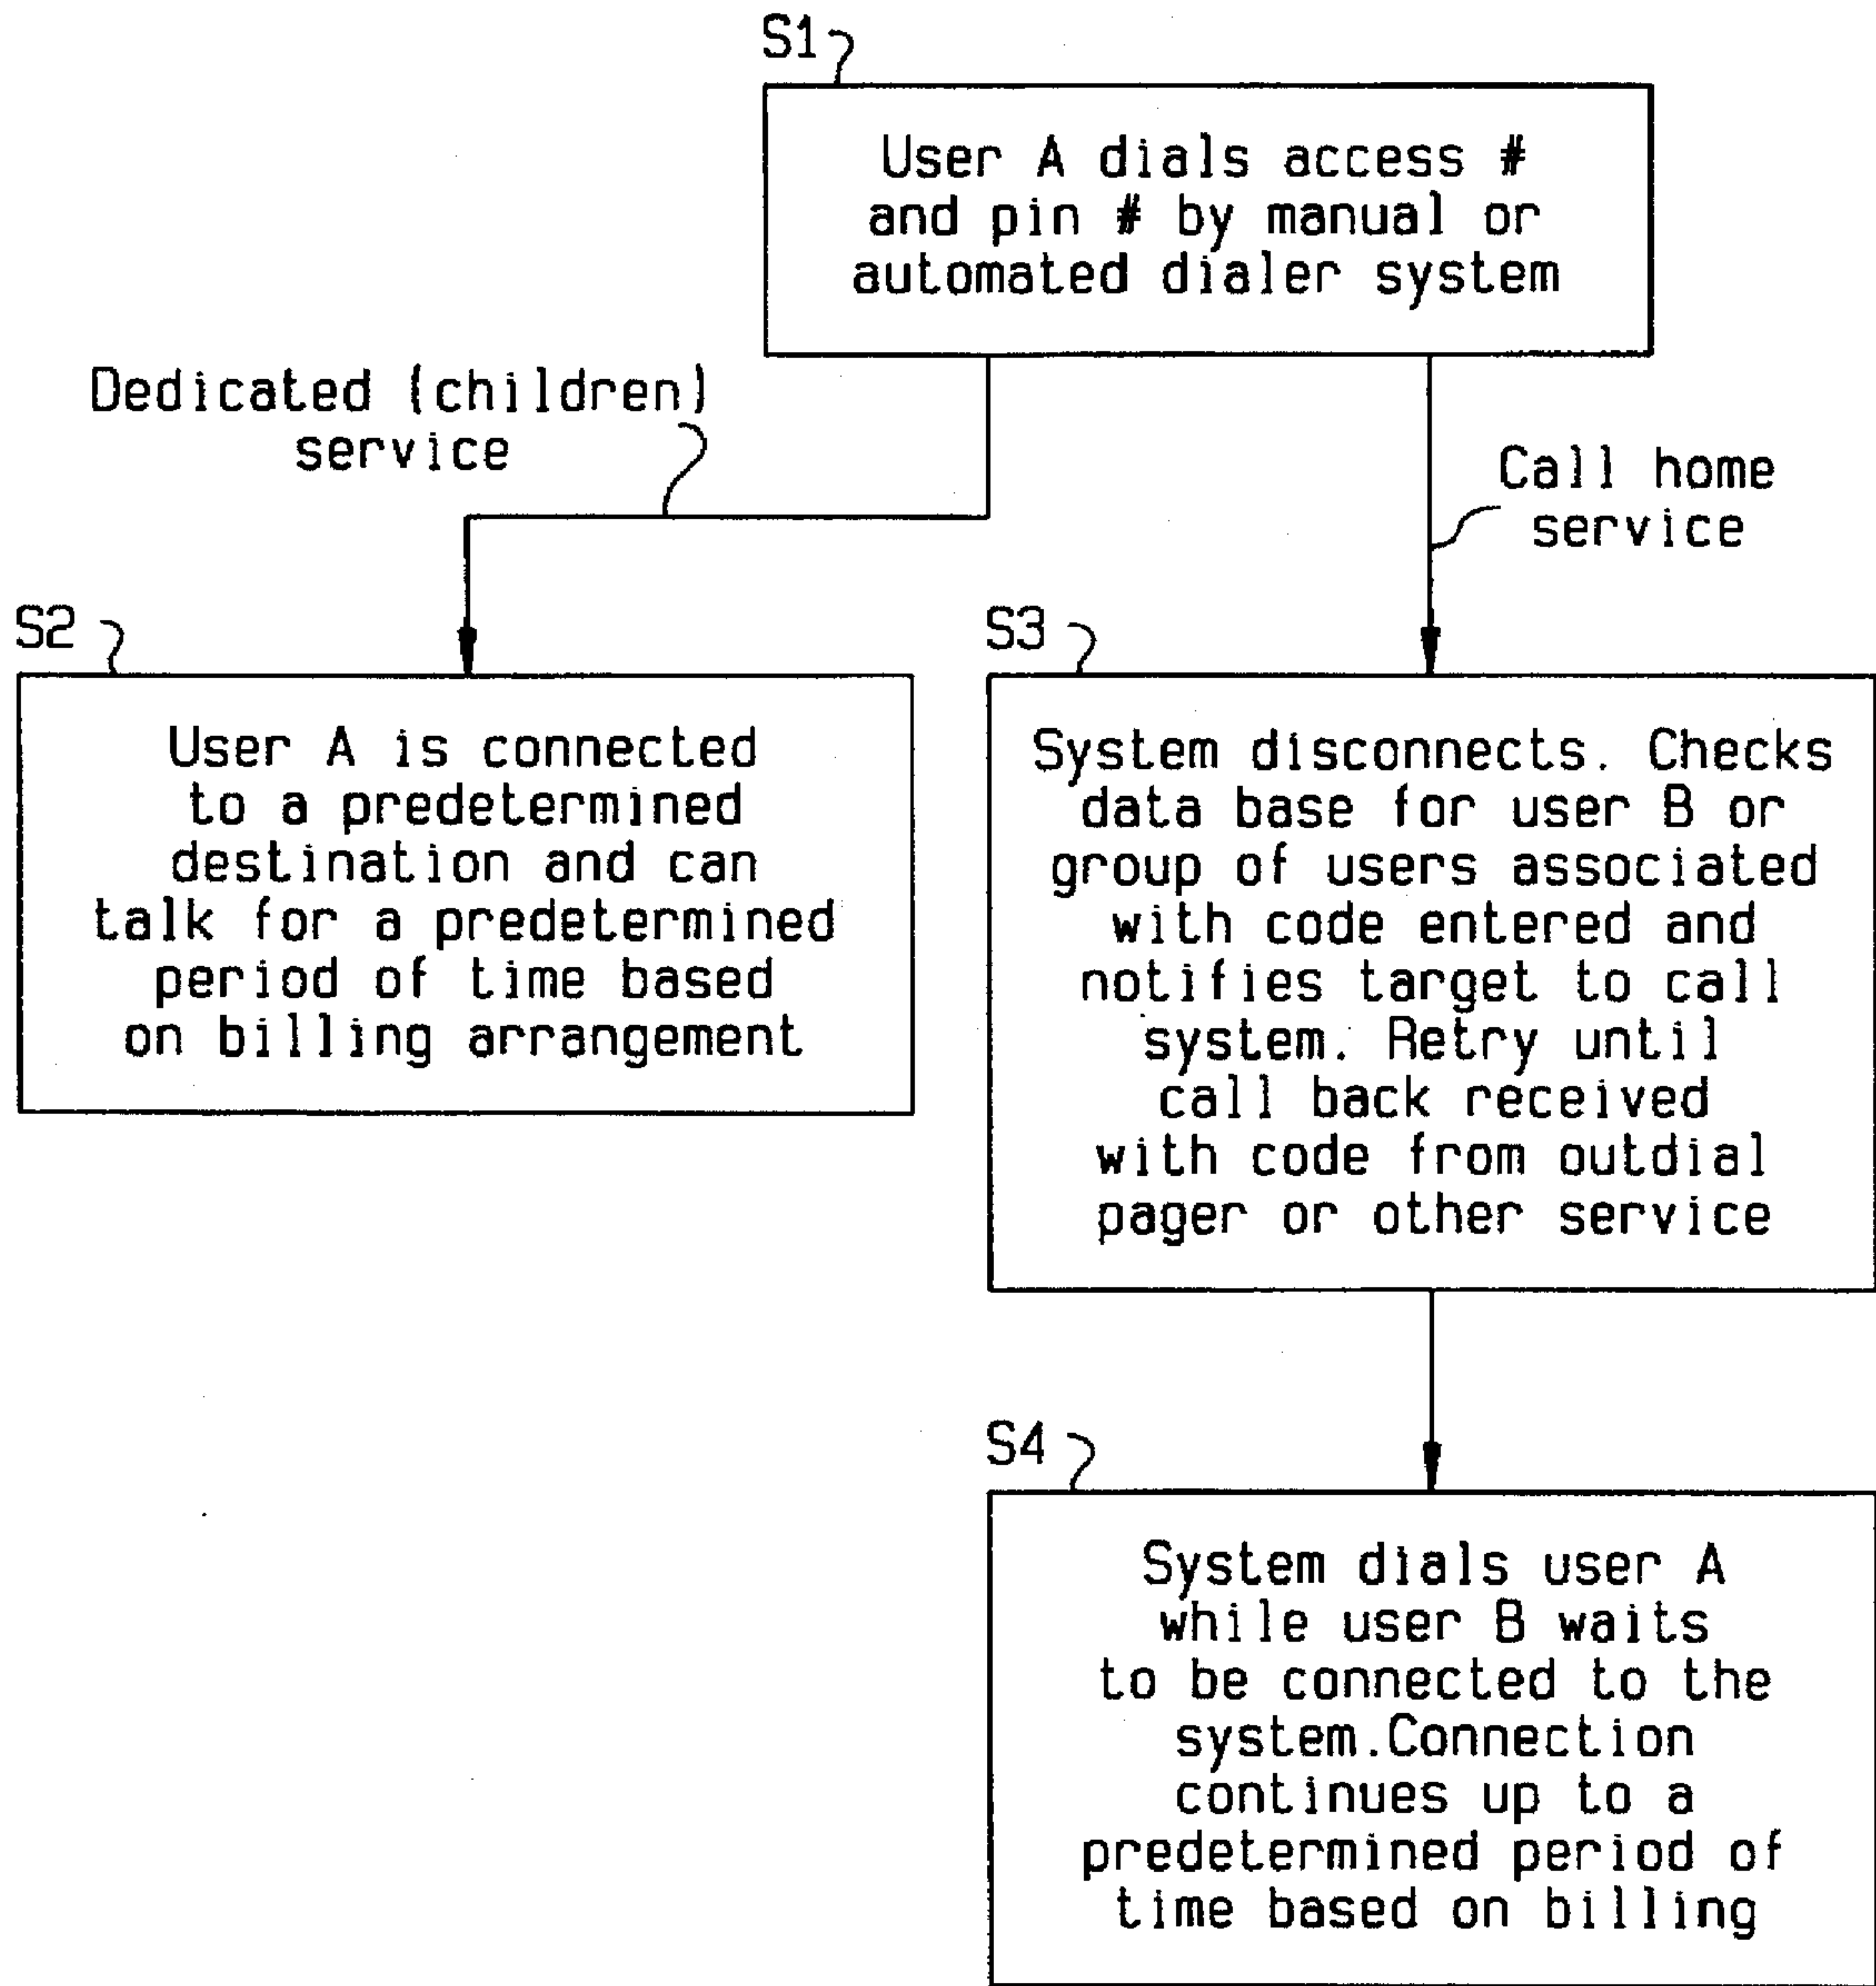 S1
User A dials access #
and pin # by manual or
automated dialer system
Dedicated (children)
service
Call home
service
S2
User A is connected
to a predetermined
destination and can
talk for a predetermined
period of time based
on billing arrangement
S3
System disconnects. Checks
data base for user B or
group of users associated
with code entered and
notifies target to call
system. Retry until
call back received
with code from outdial
pager or other service
S4
System dials user A
while user B waits
to be connected to the
system.Connection
continues up to a
predetermined period of
time based on billing